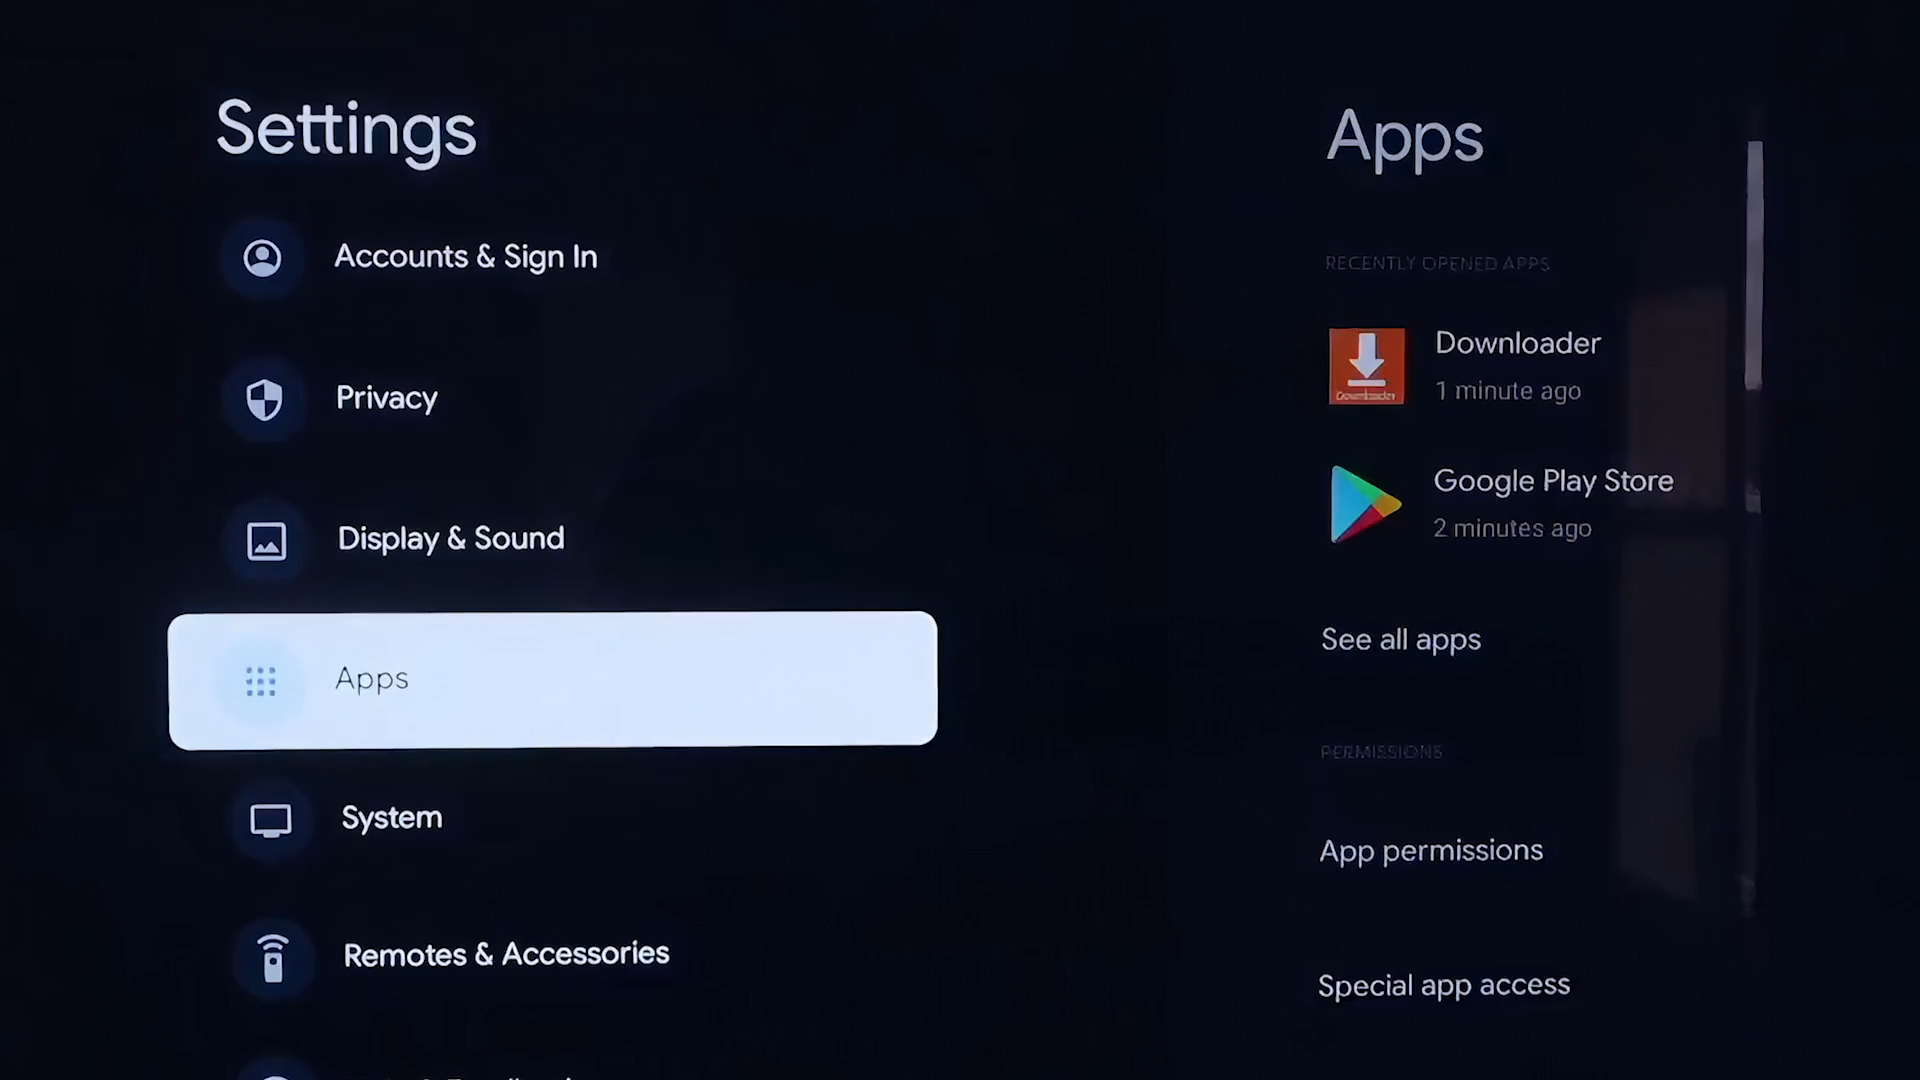 Settings
Accounts & Sign In
Privacy
Display & Sound
Apps
System
Remotes & Accessories
Apps
RECENTLY OPENED APPS
Downloader
1 minute ago
Downloader
Google Play Store
2 minutes ago
See all apps
PERMISSIONS
App permissions
Special app access